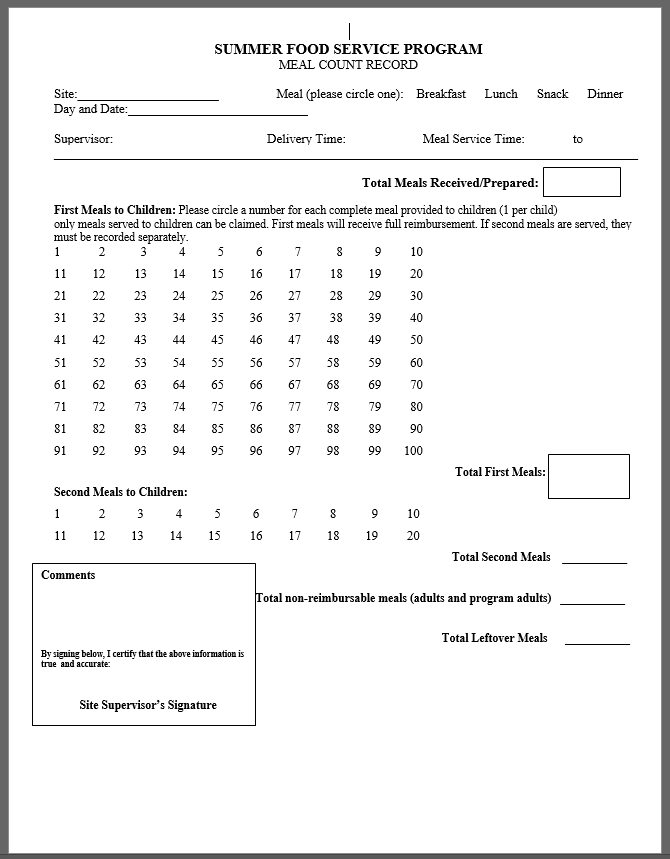 SUMMER FOOD SERVICE PROGRAM
MEAL COUNT RECORD
Site:____________________ Meal (please circle one): Breakfast Lunch Snack Dinner
Day and Date:__________________________
Supervisor: Delivery Time: Meal Service Time: to
Total Meals Received/Prepared:
First Meals to Children: Please circle a number for each complete meal provided to children (1 per child)
only meals served to children can be claimed. First meals will receive full reimbursement. If second meals are served, they
must be recorded separately.
1 2 3 4 5 6 7 8 9 10
11 12 13 14 15 16 17 18 19 20
21 22 23 24 25 26 27 28 29 30
31 32 33 34 35 36 37 38 39 40
41 42 43 44 45 46 47 48 49 50
51 52 53 54 55 56 57 58 59 60
61 62 63 64 65 66 67 68 69 70
71 72 73 74 75 76 77 78 79 80
81 82 83 84 85 86 87 88 89 90
91 92 93 94 95 96 97 98 99 100
Total First Meals:
Second Meals to Children:
1 2 3 4 5 6 7 8 9 10
11 12 13 14 15 16 17 18 19 20
Total Second Meals __________
Comments
Total non-reimbursable meals (adults and program adults) __________
Total Leftover Meals __________
By signing below, I certify that the above information is
true and accurate:
Site Supervisor's Signature